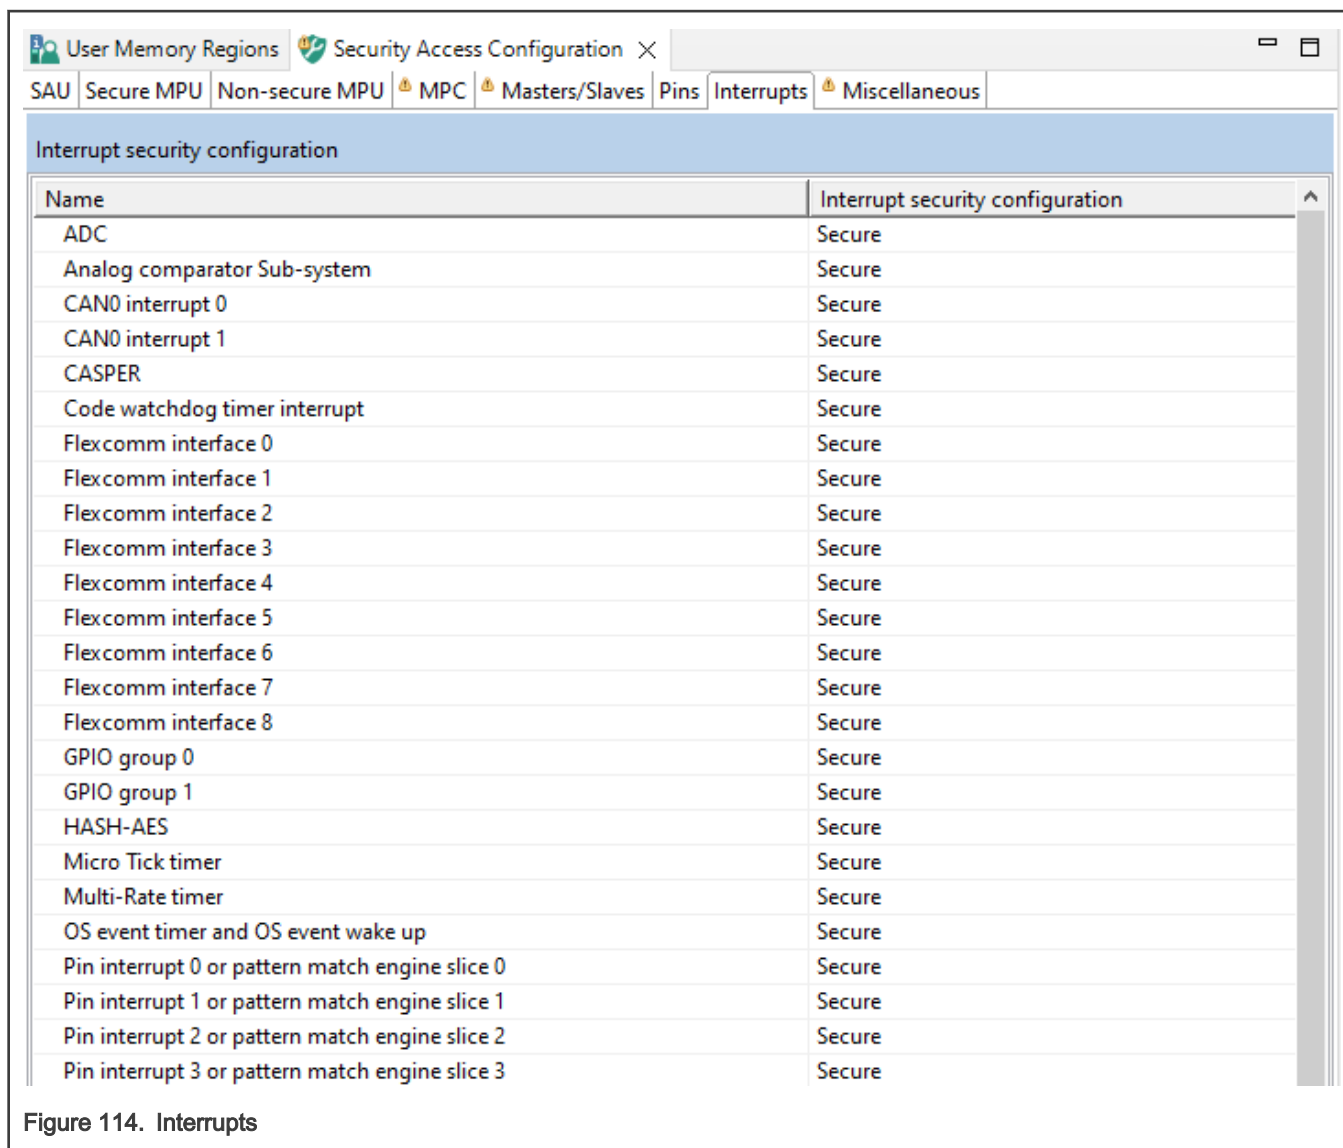 User Memory Regions Security Access Configuration
SAU Secure MPU Non-secure MPU MPC Masters/Slaves Pins Interrupts Miscellaneous
Interrupt security configuration
Name Interrupt security configuration
ADC Secure
Analog comparator Sub-system Secure
CAN0 interrupt 0 Secure
CAN0 interrupt 1 Secure
CASPER Secure
Code watchdog timer interrupt Secure
Flexcomm interface 0 Secure
Flexcomm interface 1 Secure
Flexcomm interface 2 Secure
Flexcomm interface 3 Secure
Flexcomm interface 4 Secure
Flexcomm interface 5 Secure
Flexcomm interface 6 Secure
Flexcomm interface 7 Secure
Flexcomm interface 8 Secure
GPIO group 0 Secure
GPIO group 1 Secure
HASH-AES Secure
Micro Tick timer Secure
Multi-Rate timer Secure
OS event timer and OS event wake up Secure
Pin interrupt 0 or pattern match engine slice 0 Secure
Pin interrupt 1 or pattern match engine slice 1 Secure
Pin interrupt 2 or pattern match engine slice 2 Secure
Pin interrupt 3 or pattern match engine slice 3 Secure
Figure 114. Interrupts